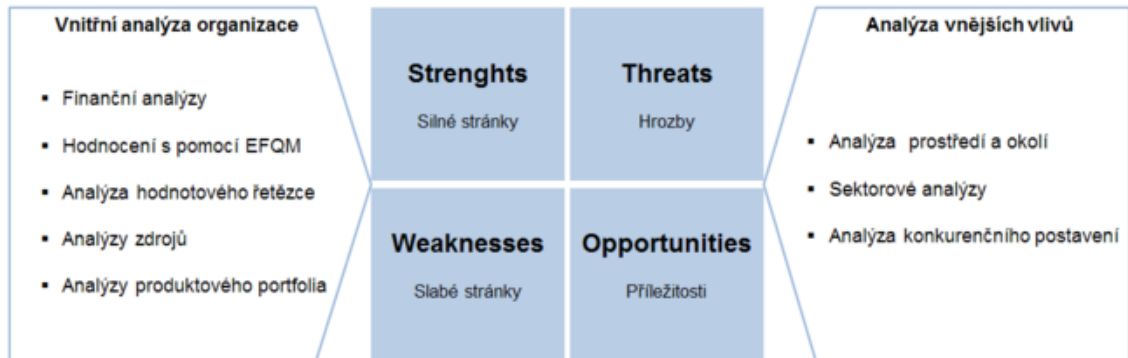 Vnitřní analýza organizace
▪ Finanční analýzy
▪ Hodnocení s pomocí EFQM
▪ Analýza hodnotového řetězce
▪ Analýzy zdrojů
▪ Analýzy produktového portfolia
Strenghts
Silné stránky
Threats
Hrozby
Weaknesses
Slabé stránky
Opportunities
Příležitosti
Analýza vnějších vlivů
▪ Analýza prostředí a okolí
▪ Sektorové analýzy
▪ Analýza konkurenčního postavení